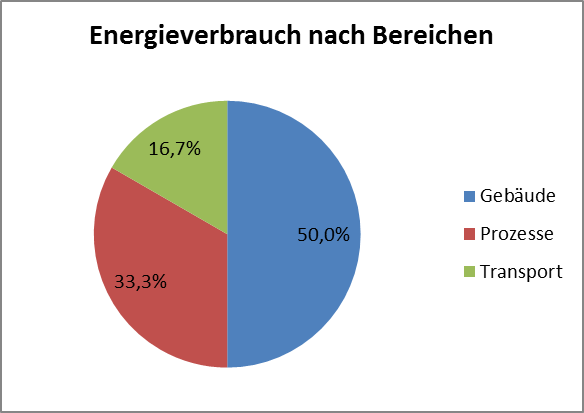 Energieverbrauch nach Bereichen
16,7%
50,0%
33,3%
Gebäude
Prozesse
Transport